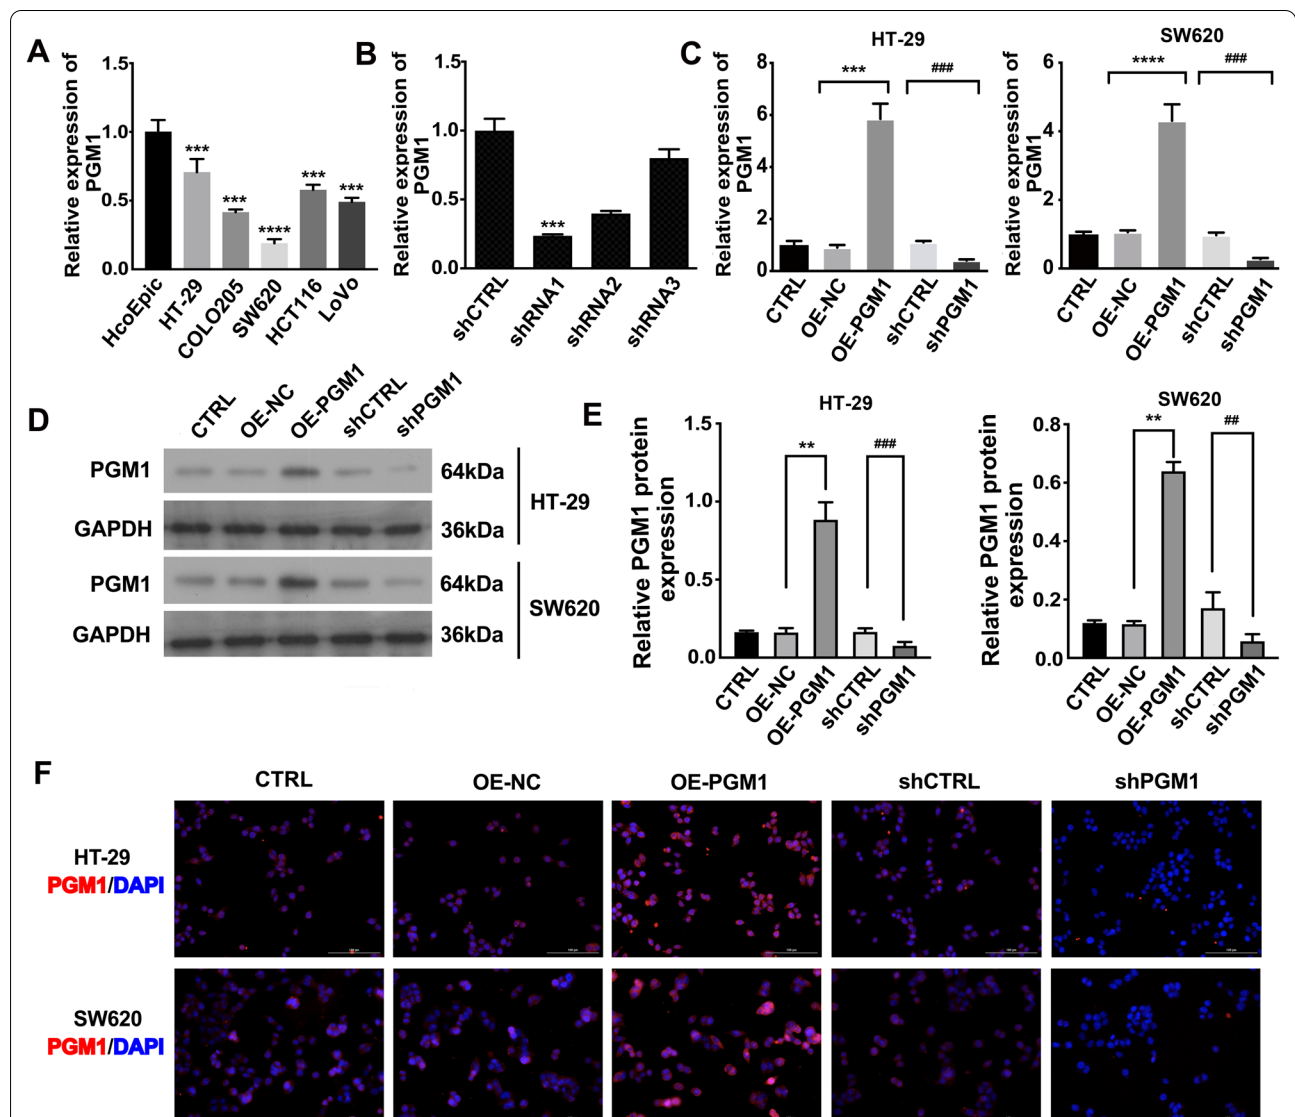 A
Relative expression of
PGM1
1.5
1.0
0.5
0.0
***
***
****
***
***
HcoEpic
HT-29
COLO205
SW620
HCT116
LoVo
B
Relative expression of
PGM1
1.5
1.0
0.5
0.0
***
shCTRL
shRNA1
shRNA2
shRNA3
C
HT-29
Relative expression of
PGM1
8
6
4
2
0
***
###
CTRL
OE-NC
OE-PGM1
shCTRL
shPGM1
SW620
Relative expression of
PGM1
6
4
2
0
****
###
CTRL
OE-NC
OE-PGM1
shCTRL
shPGM1
D
CTRL
OE-NC
OE-PGM1
shCTRL
shPGM1
PGM1
64kDa
GAPDH
36kDa
HT-29
PGM1
64kDa
GAPDH
36kDa
SW620
E
HT-29
Relative PGM1 protein
expression
1.5
1.0
0.5
0.0
**
###
CTRL
OE-NC
OE-PGM1
shCTRL
shPGM1
SW620
Relative PGM1 protein
expression
0.8
0.6
0.4
0.2
0.0
**
##
CTRL
OE-NC
OE-PGM1
shCTRL
shPGM1
F
CTRL
OE-NC
OE-PGM1
shCTRL
shPGM1
HT-29
PGM1/DAPI
SW620
PGM1/DAPI